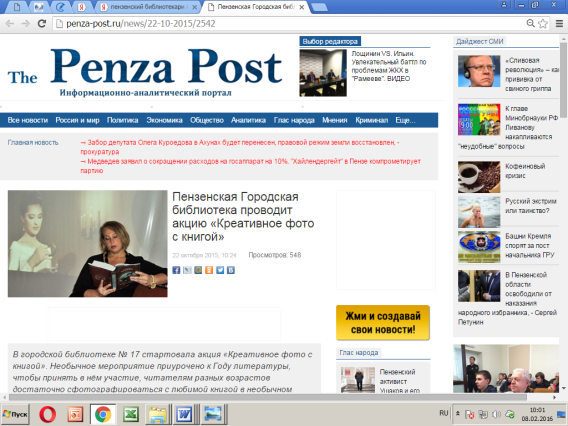 пензенский библиотекари
Пензенская Городская биб
penza-post.ru/news/22-10-2015/2542
The Penza Post
Информационно-аналитический портал
Выбор редактора
Лощинин VS. Ильин.
Увлекательный баттл по
проблемам ЖКХ в
"Рамееве". ВИДЕО
Дайджест СМИ
«Сливовая
революция» – как
прививка от
свиного гриппа
К главе
Минобрнауки РФ
Ливанову
накапливаются
"неудобные" вопросы
Кофеиновый
кризис
Русский экстрим
или таинство?
Башни Кремля
спорят за пост
начальника ГРУ
В Пензенской
области
освободили от
наказания
народного избранника, - Сергей
Петунин.
Все новости Россия и мир Политика Экономика Общество Аналитика Глас народа Мнения Криминал Еще...
Главная новость
→ Забор депутата Олега Куроедова в Ахунах будет перенесен, правовой режим земли восстановлен, -
прокуратура
→ Медведев заявил о сокращении расходов на госаппарат на 10%. "Хайлендергейт" в Пензе компрометирует
партию
Пензенская Городская
библиотека проводит
акцию «Креативное фото
с книгой»
22 октября 2015, 10:24 Просмотров: 548
Жми и создавай
свои новости!
Глас народа
Пензенский
активист
Ушаков и его
В городской библиотеке № 17 стартовала акция «Креативное фото с
книгой». Необычное мероприятие приурочено к Году литературы,
чтобы принять в нём участие, читателям разных возрастов
достаточно сфотографироваться с любимой книгой в необычном
Пуск
RU
10:01
08.02.2016